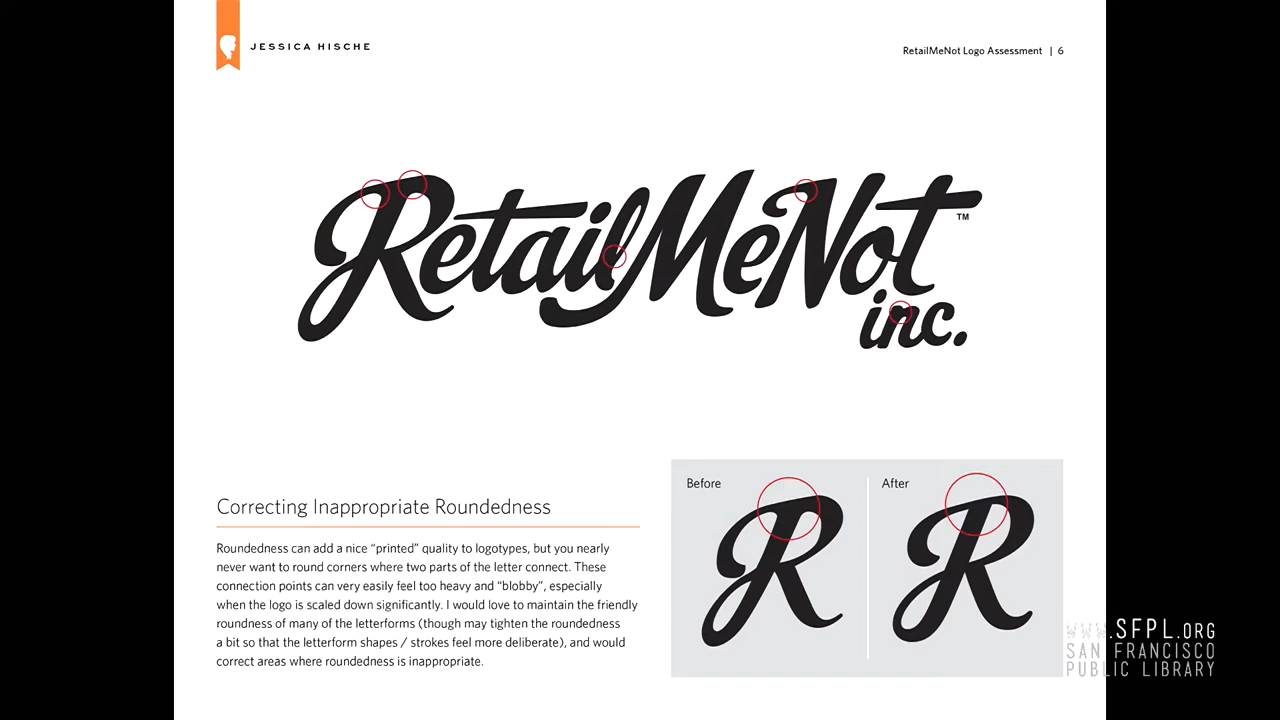 JESSICA HISCHE
RetailMeNot Logo Assessment | 6
RetailMeNot
TM
inc.
Before
After
R
R
Correcting Inappropriate Roundedness
Roundedness can add a nice “printed” quality to logotypes, but you nearly
never want to round corners where two parts of the letter connect. These
connection points can very easily feel too heavy and “blobby”, especially
when the logo is scaled down significantly. I would love to maintain the friendly
roundness of many of the letterforms (though may tighten the roundedness
a bit so that the letterform shapes / strokes feel more deliberate), and would
correct areas where roundedness is inappropriate.
WWW.SFPL.ORG
SAN FRANCISCO
PUBLIC LIBRARY